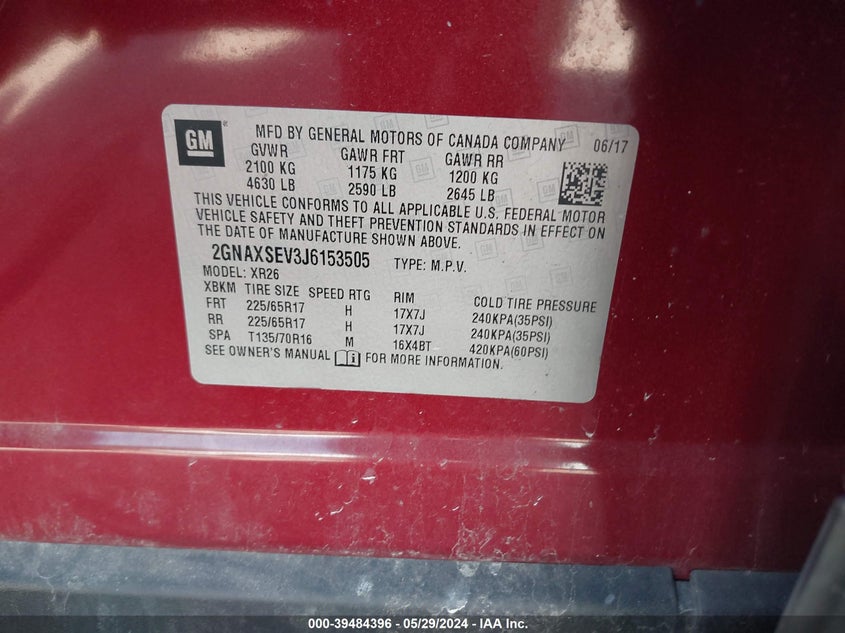 GM MFD BY GENERAL MOTORS OF CANADA COMPANY 06/17
GVWR GAWR FRT GAWR RR
2100 KG 1175 KG 1200 KG
4630 LB 2590 LB 2645 LB
THIS VEHICLE CONFORMS TO ALL APPLICABLE U.S. FEDERAL MOTOR
VEHICLE SAFETY AND THEFT PREVENTION STANDARDS IN EFFECT ON
THE DATE OF MANUFACTURE SHOWN ABOVE.
2GNAXSEV3J6153505 TYPE: M.P.V.
MODEL: XR26
XBKM TIRE SIZE SPEED RTG RIM COLD TIRE PRESSURE
FRT 225/65R17 H 17X7J 240KPA(35PSI)
RR 225/65R17 H 17X7J 240KPA(35PSI)
SPA T135/70R16 M 16X4BT 420KPA(60PSI)
SEE OWNER'S MANUAL i FOR MORE INFORMATION.
000-39484396 - 05/29/2024 - IAA Inc.